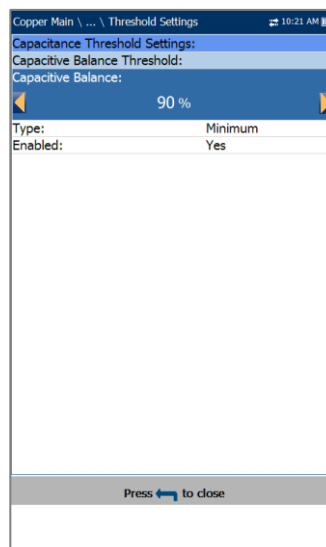 Copper Main \ ... \ Threshold Settings 10:21 AM
Capacitance Threshold Settings:
Capacitive Balance Threshold:
Capacitive Balance:
90 %
Type: Minimum
Enabled: Yes
Press to close